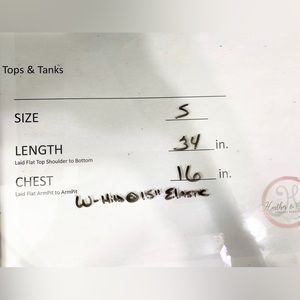 Tops & Tanks
SIZE S
LENGTH 34 in.
Laid Flat Top Shoulder to Bottom
CHEST 16 in.
Laid Flat ArmPit to ArmPit
@ 15" Elastic